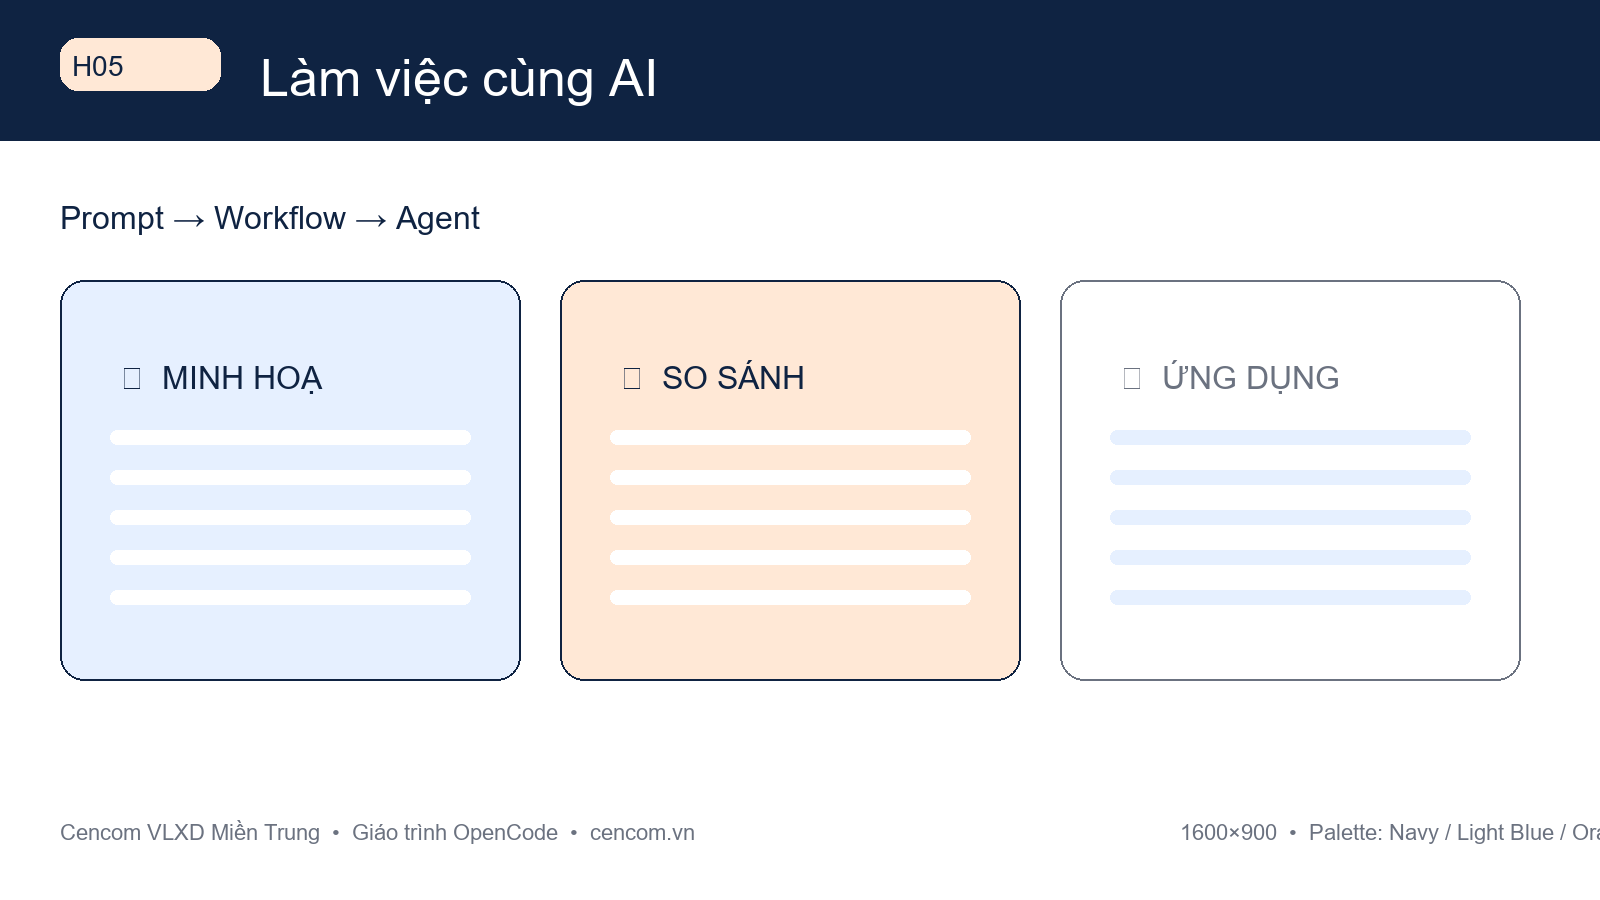 H05
Làm việc cùng AI
Prompt → Workflow → Agent
MINH HOẠ
SO SÁNH
ỨNG DỤNG
Cencom VLXD Miền Trung • Giáo trình OpenCode • cencom.vn
1600×900 • Palette: Navy / Light Blue /